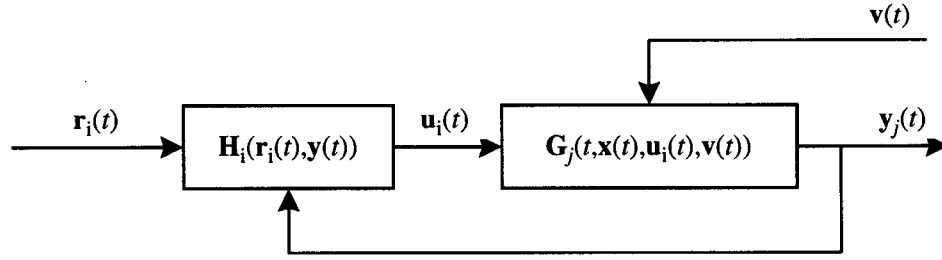 v(t)
r_i(t)
H_i(r_i(t),y(t))
u_i(t)
G_j(t,x(t),u_i(t),v(t))
y_j(t)